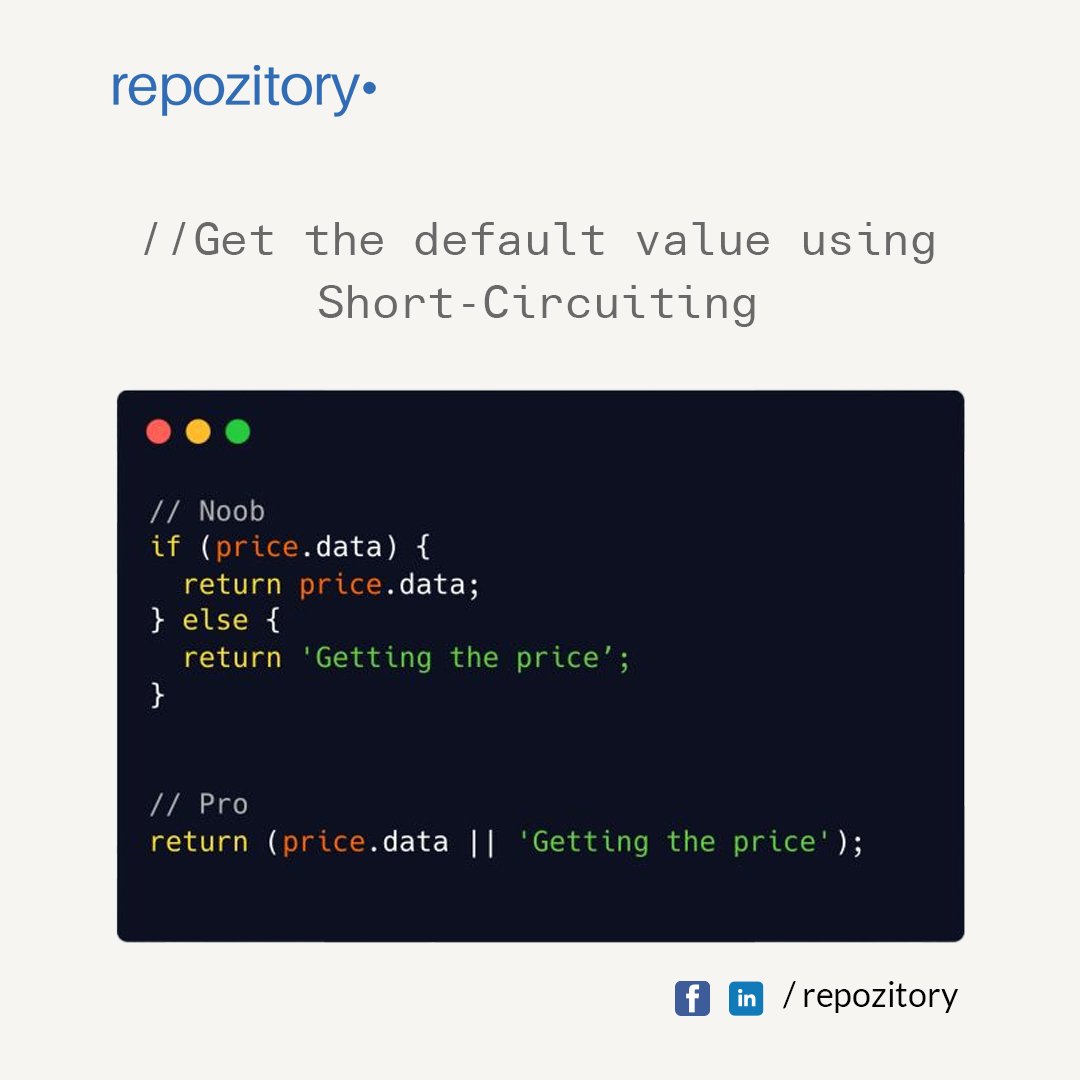 repozitory•
//Get the default value using
Short-Circuiting
// Noob
if (price.data) {
  return price.data;
} else {
  return 'Getting the price’;
}
// Pro
return (price.data || 'Getting the price');
f in / repozitory